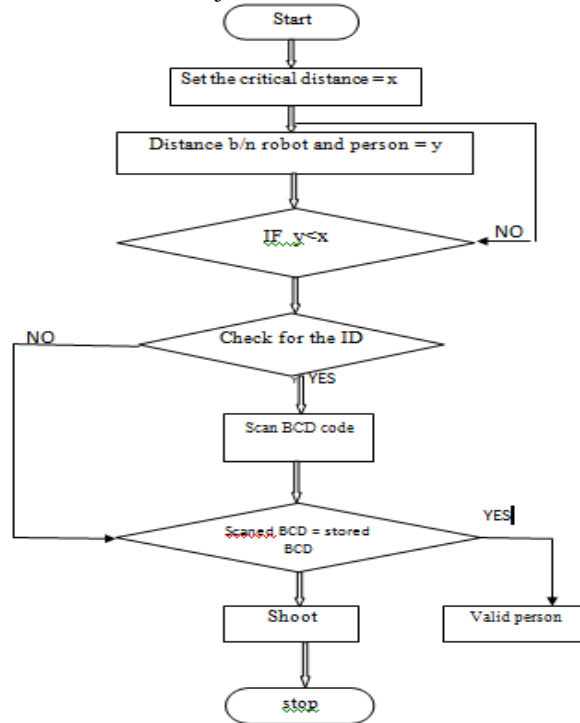 Start
Set the critical distance = x
Distance b/n robot and person = y
IF y<x
NO
Check for the ID
NO
YES
Scan BCD code
Scaned BCD = stored
BCD
YES
Shoot
Valid person
stop